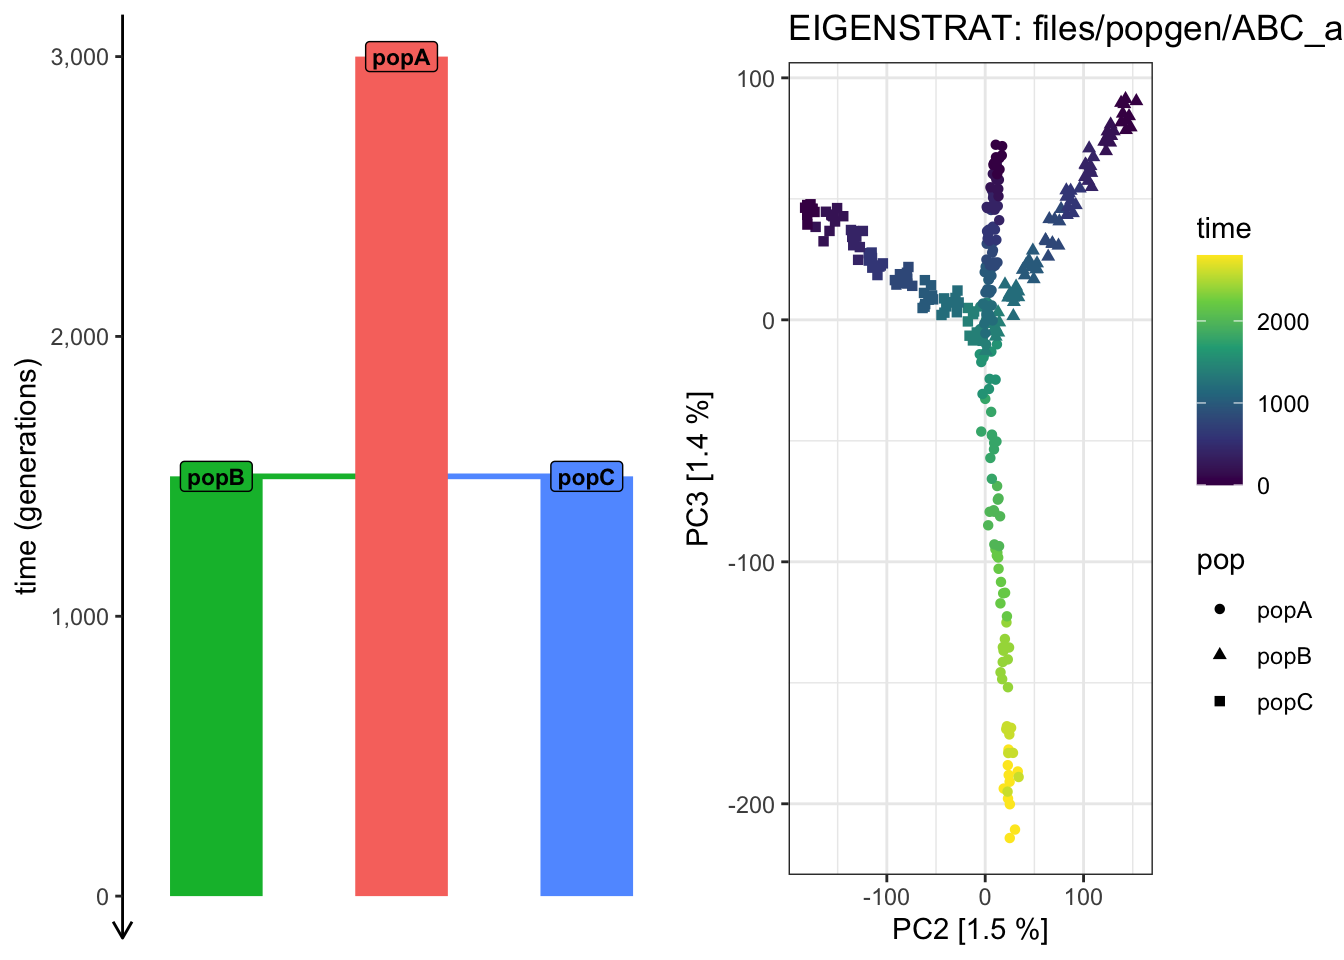 time (generations)
3,000
2,000
1,000
0
popA
popB
popC
EIGENSTRAT: files/popgen/ABC_a
PC3 [1.4 %]
100
0
-100
-200
-100
0
100
PC2 [1.5 %]
time
2000
1000
0
pop
popA
popB
popC